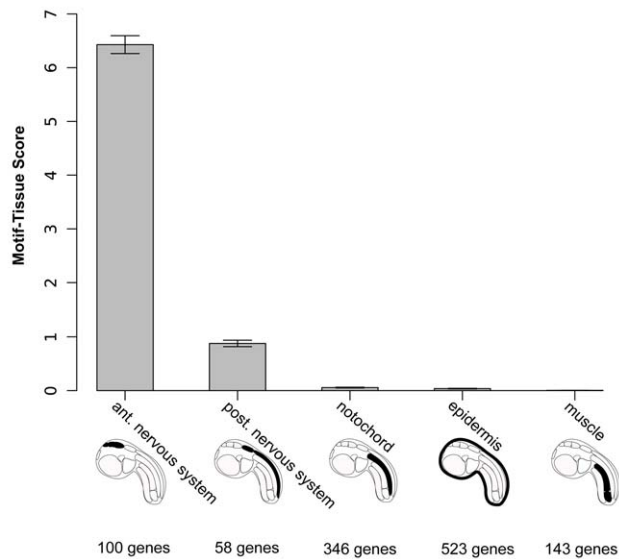 7
6
5
4
3
2
1
0
Motif-Tissue Score
ant. nervous system
post. nervous system
notochord
epidermis
muscle
100 genes 58 genes 346 genes 523 genes 143 genes